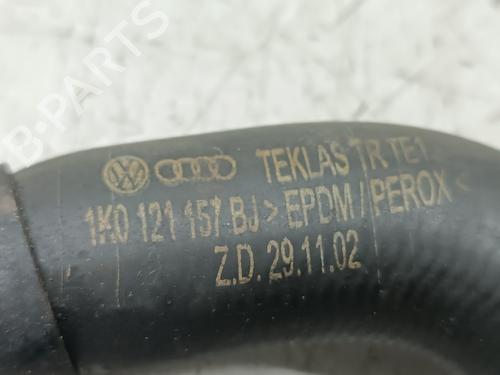 TEKLAS TR TE1
1K0 121 157 BJ >EPDM/PEROX<
Z.D. 29.11.02
B-PARTS